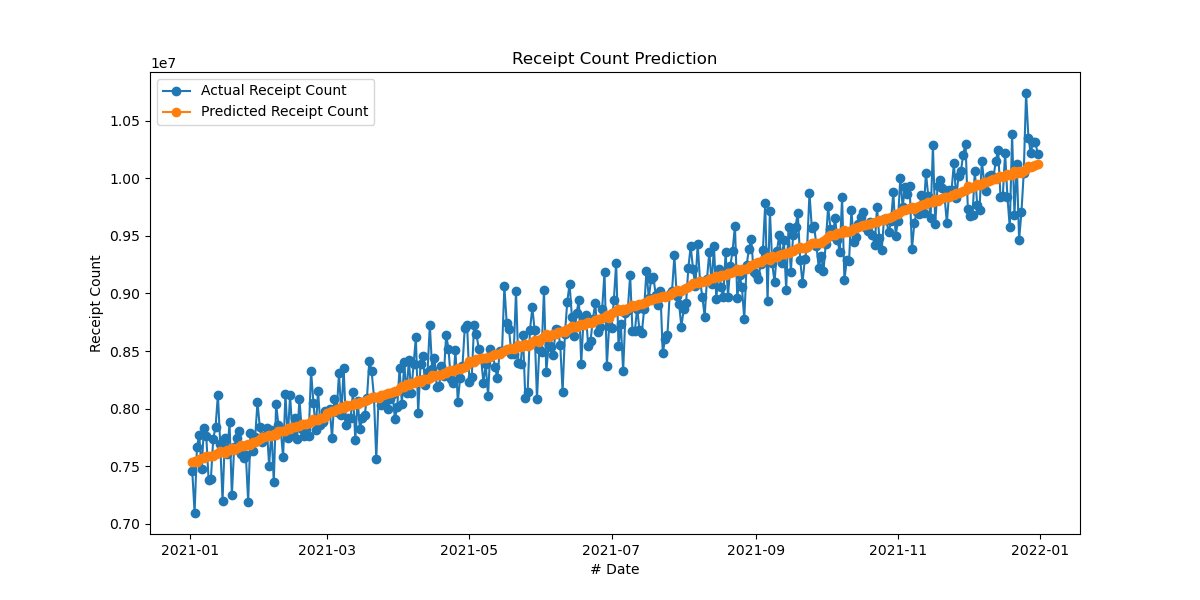 Receipt Count Prediction
1e7
Actual Receipt Count
Predicted Receipt Count
1.05
1.00
0.95
0.90
0.85
0.80
0.75
0.70
Receipt Count
2021-01 2021-03 2021-05 2021-07 2021-09 2021-11 2022-01
# Date